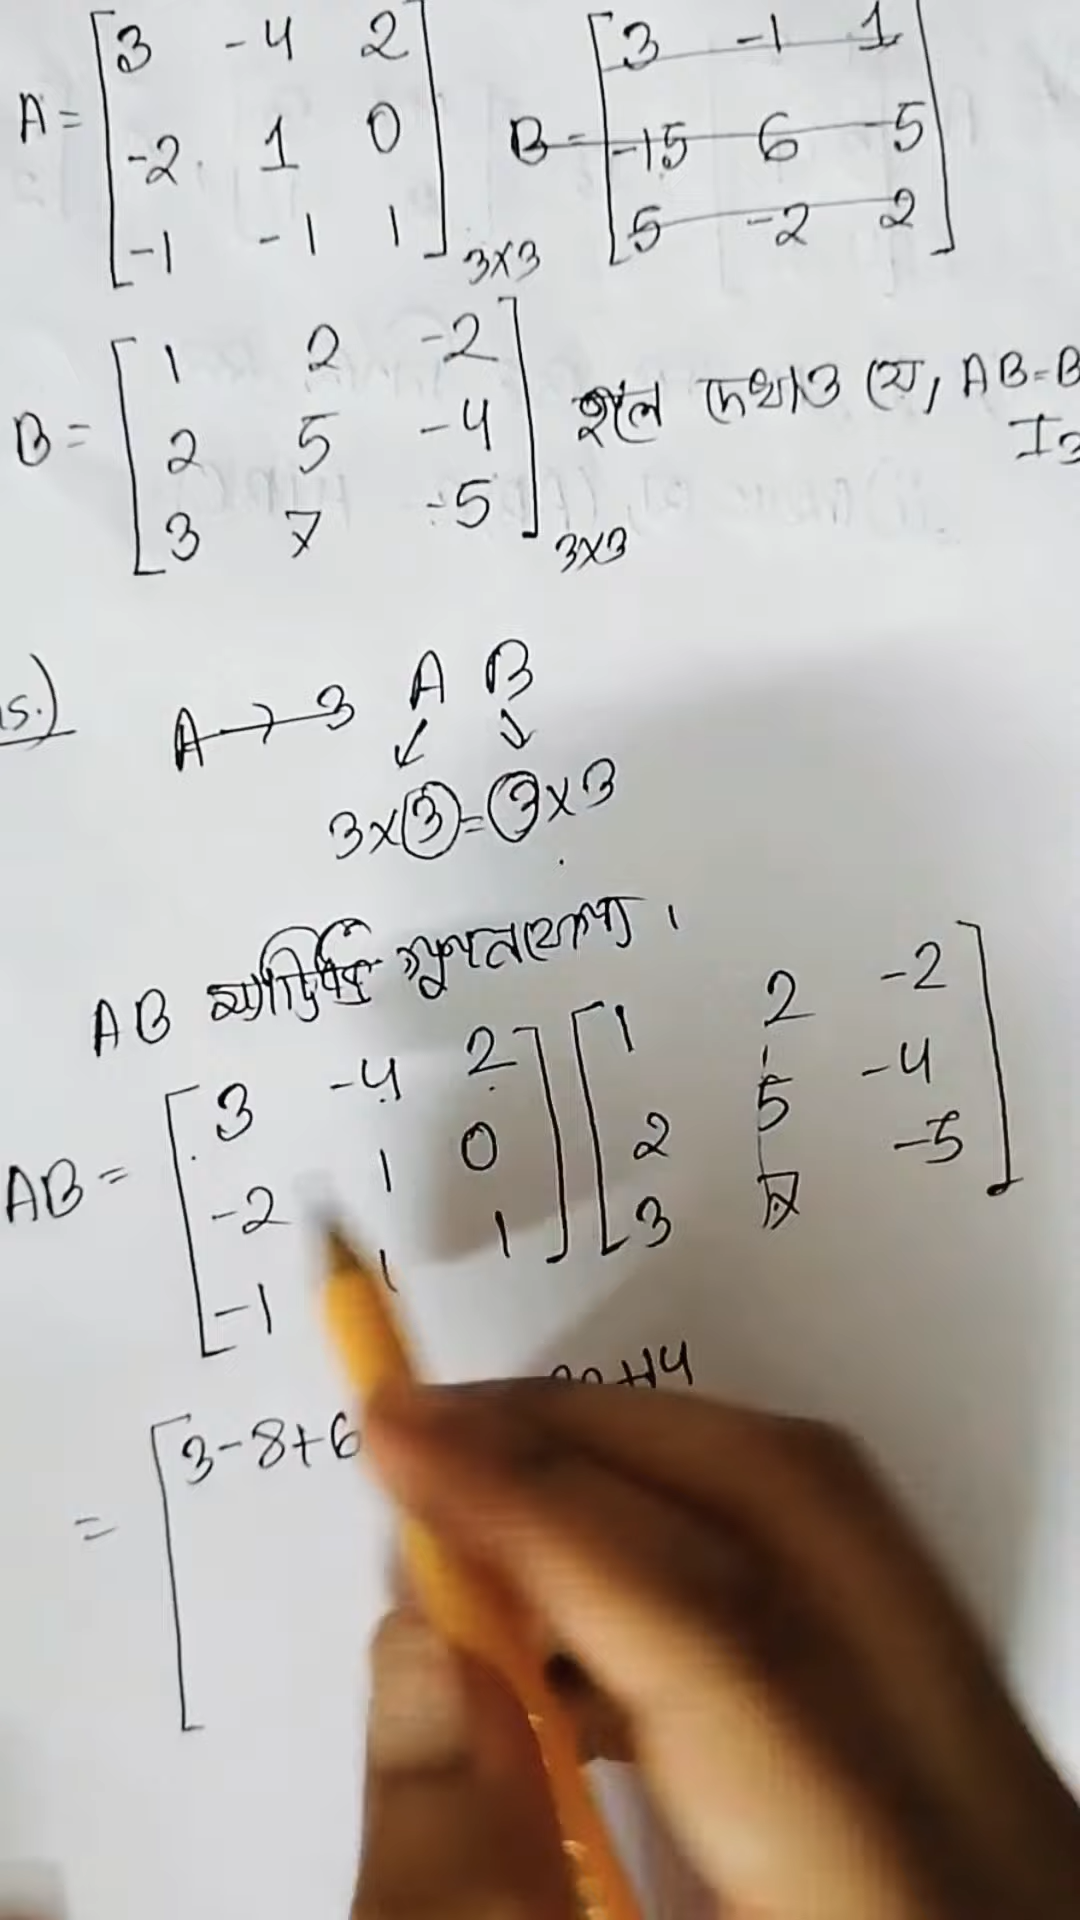 A = [3 -4 2
-2 1 0
-1 -1 1] 3×3
B = [3 -1 1
-15 6 -5
5 -2 2]
B = [1 2 -2
2 5 -4
3 7 -5] 3×3 হলে দেখাও যে, AB=B
I3
s.)
A → 3 A B
3×3 = 3×3
AB ম্যাট্রিক্স গুণনযোগ্য ।
AB = [3 -4 2
-2 1 0
-1 1 1] [1 2 -2
2 5 -4
3 7 -5]
= [3-8+6 +14